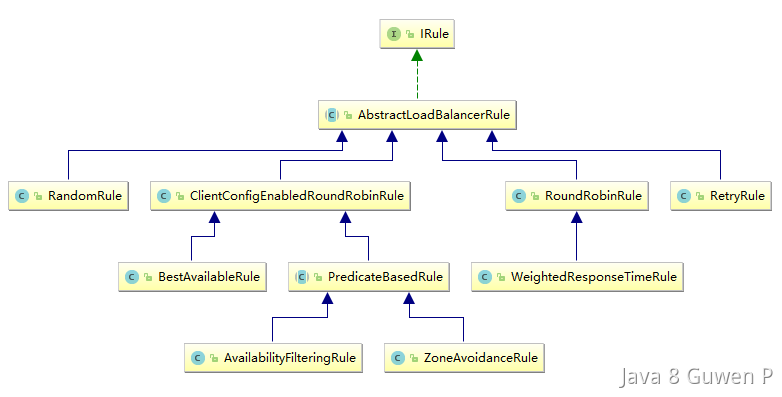 IRule
AbstractLoadBalancerRule
RandomRule
ClientConfigEnabledRoundRobinRule
RoundRobinRule
RetryRule
BestAvailableRule
PredicateBasedRule
WeightedResponseTimeRule
AvailabilityFilteringRule
ZoneAvoidanceRule
Java 8 Guwen P